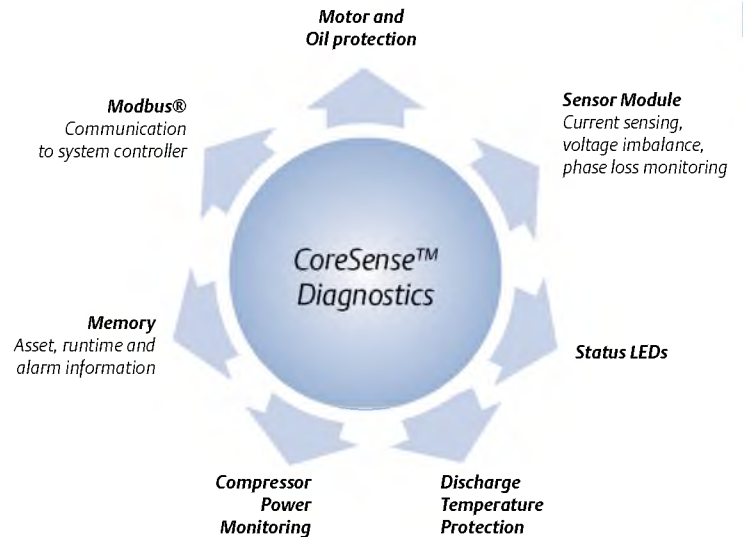 Motor and
Oil protection
Modbus®
Communication
to system controller
Sensor Module
Current sensing,
voltage imbalance,
phase loss monitoring
CoreSense™
Diagnostics
Memory
Asset, runtime and
alarm information
Status LEDs
Compressor
Power
Monitoring
Discharge
Temperature
Protection